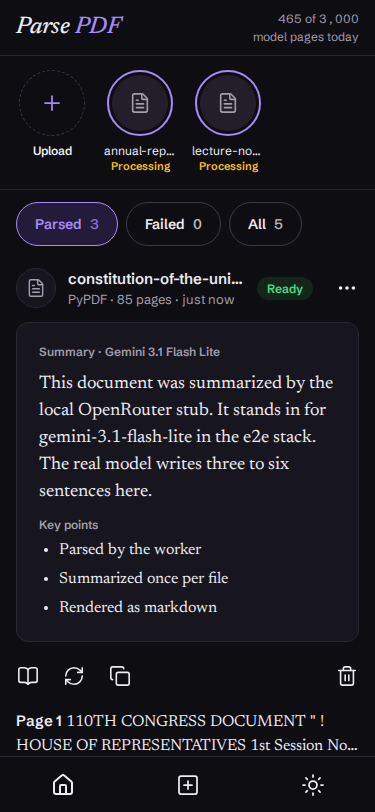 Parse PDF
465 of 3,000
model pages today
Upload
annual-rep...
Processing
lecture-no...
Processing
Parsed 3
Failed 0
All 5
constitution-of-the-uni...
PyPDF · 85 pages · just now
Ready
Summary · Gemini 3.1 Flash Lite
This document was summarized by the
local OpenRouter stub. It stands in for
gemini-3.1-flash-lite in the e2e stack.
The real model writes three to six
sentences here.
Key points
• Parsed by the worker
• Summarized once per file
• Rendered as markdown
Page 1 110TH CONGRESS DOCUMENT " !
HOUSE OF REPRESENTATIVES 1st Session No...